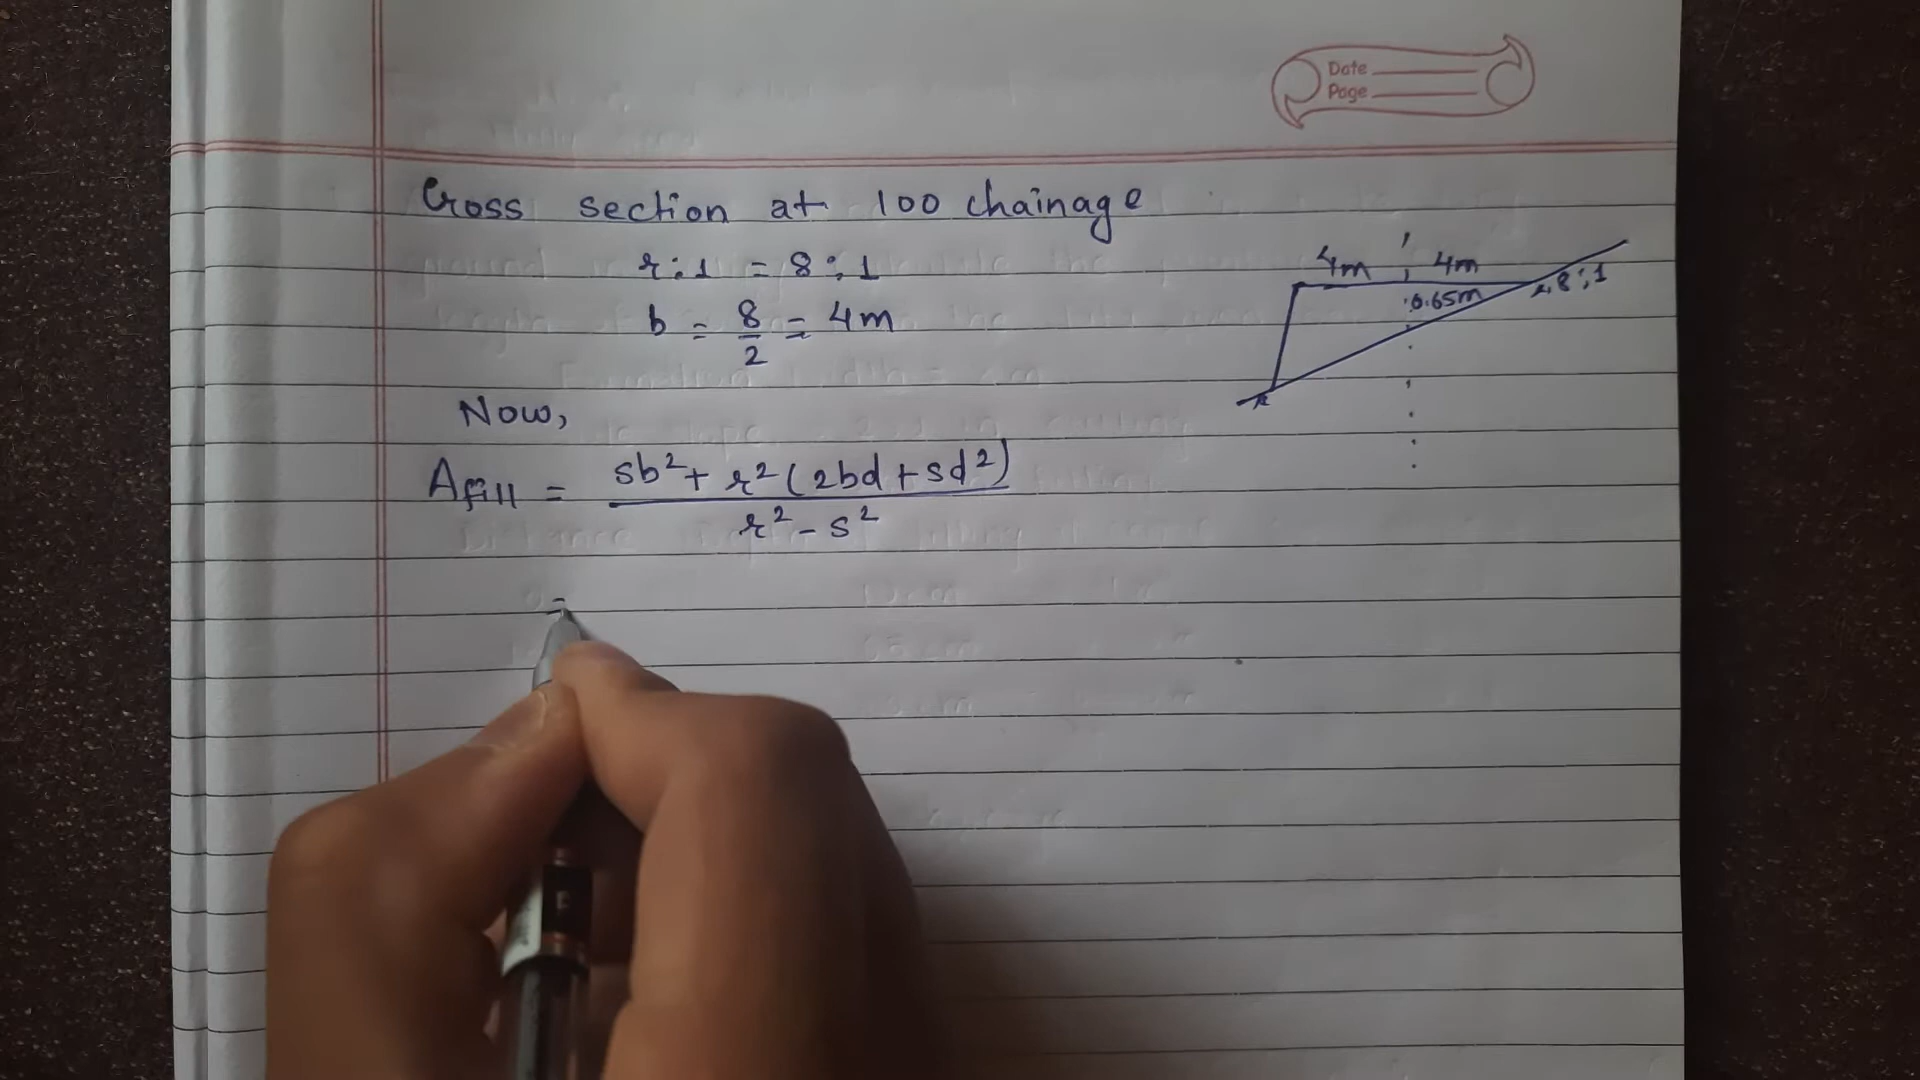 Date
Page
Cross section at 100 chainage
r:1 = 8:1
b = 8/2 = 4m
4m 4m
0.65m
8:1
Now,
Afill = sb²+ r²(2bd+sd²)
r²-s²
=